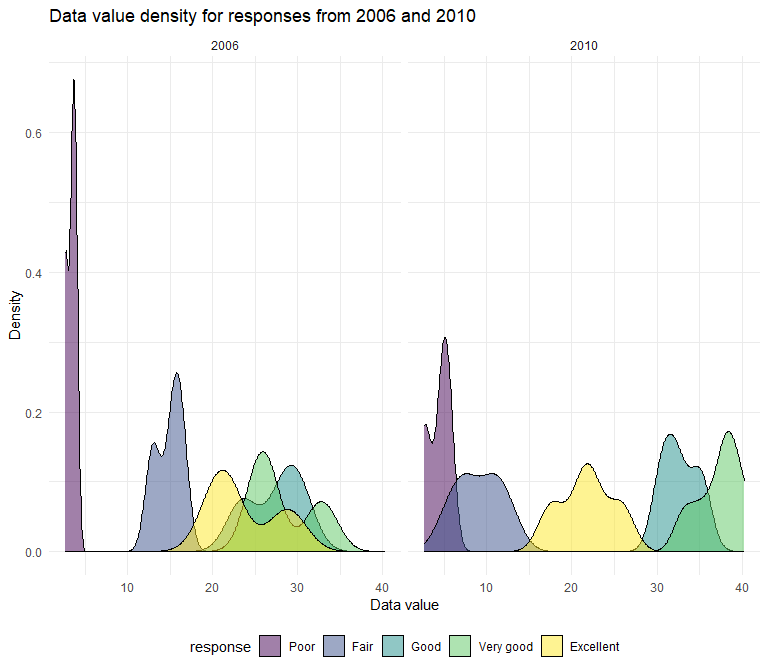 Data value density for responses from 2006 and 2010
2006 2010
0.6
0.4
0.2
0.0
Density
10 20 30 40 10 20 30 40
Data value
response Poor Fair Good Very good Excellent